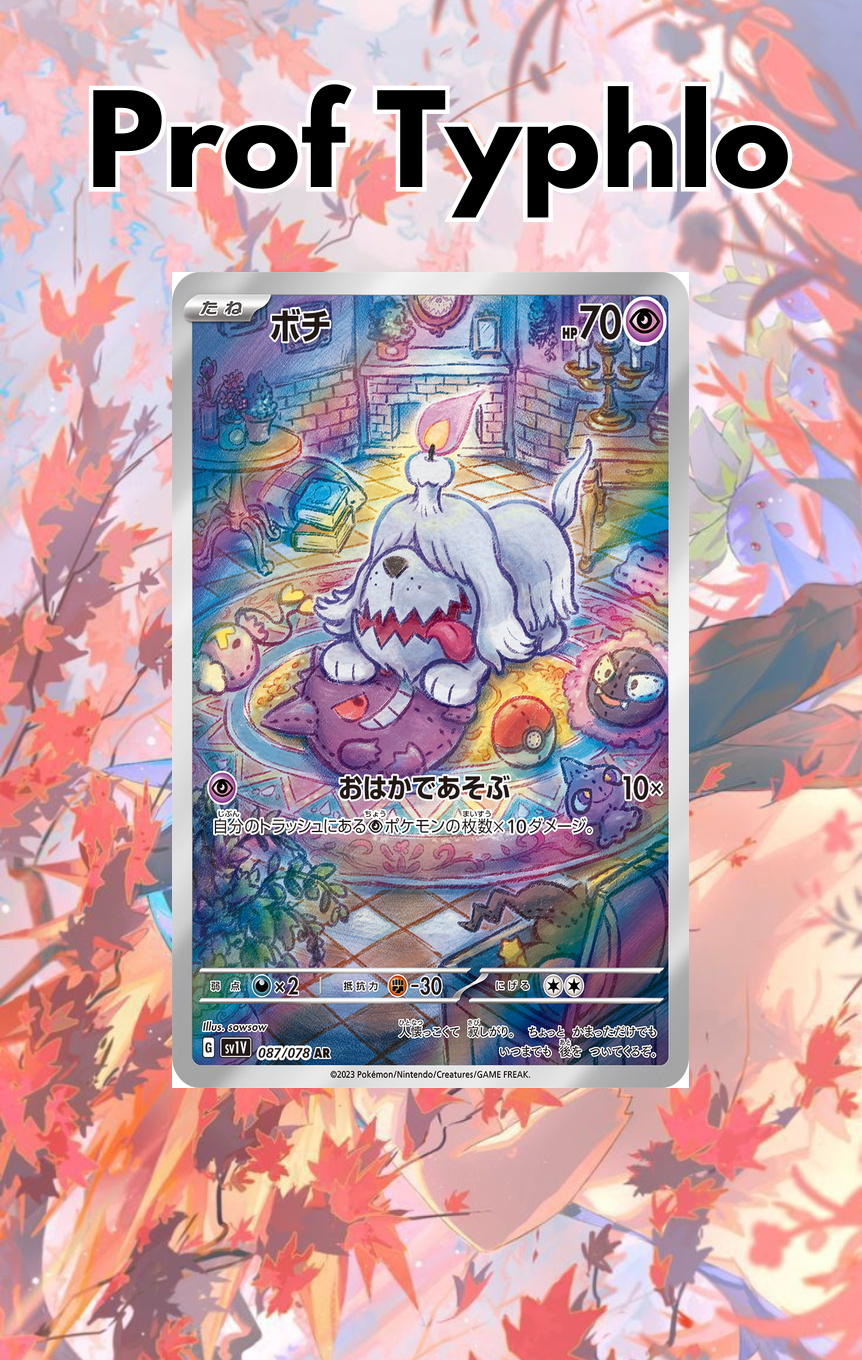 Prof Typhlo
たね
ボチ
HP70
おはかであそぶ 10×
自分のトラッシュにあるポケモンの枚数×10ダメージ。
弱点 ×2 抵抗力 -30 にげる
Illus. sowsow
人懐っこくて 寂しがり。 ちょっと かまっただけでも
いつまでも 後を ついてくるぞ。
G sv1V 087/078 AR
©2023 Pokémon/Nintendo/Creatures/GAME FREAK.